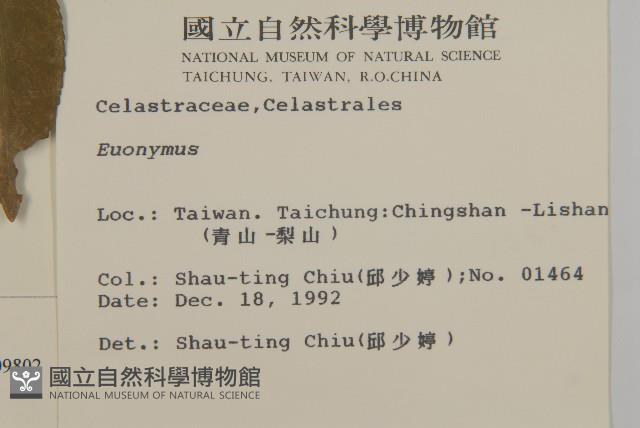 國立自然科學博物館
NATIONAL MUSEUM OF NATURAL SCIENCE
TAICHUNG, TAIWAN, R.O.CHINA
Celastraceae,Celastrales
Euonymus
Loc.: Taiwan. Taichung:Chingshan -Lishan
(青山-梨山)
Col.: Shau-ting Chiu(邱少婷);No. 01464
Date: Dec. 18, 1992
Det.: Shau-ting Chiu(邱少婷)
國立自然科學博物館
NATIONAL MUSEUM OF NATURAL SCIENCE